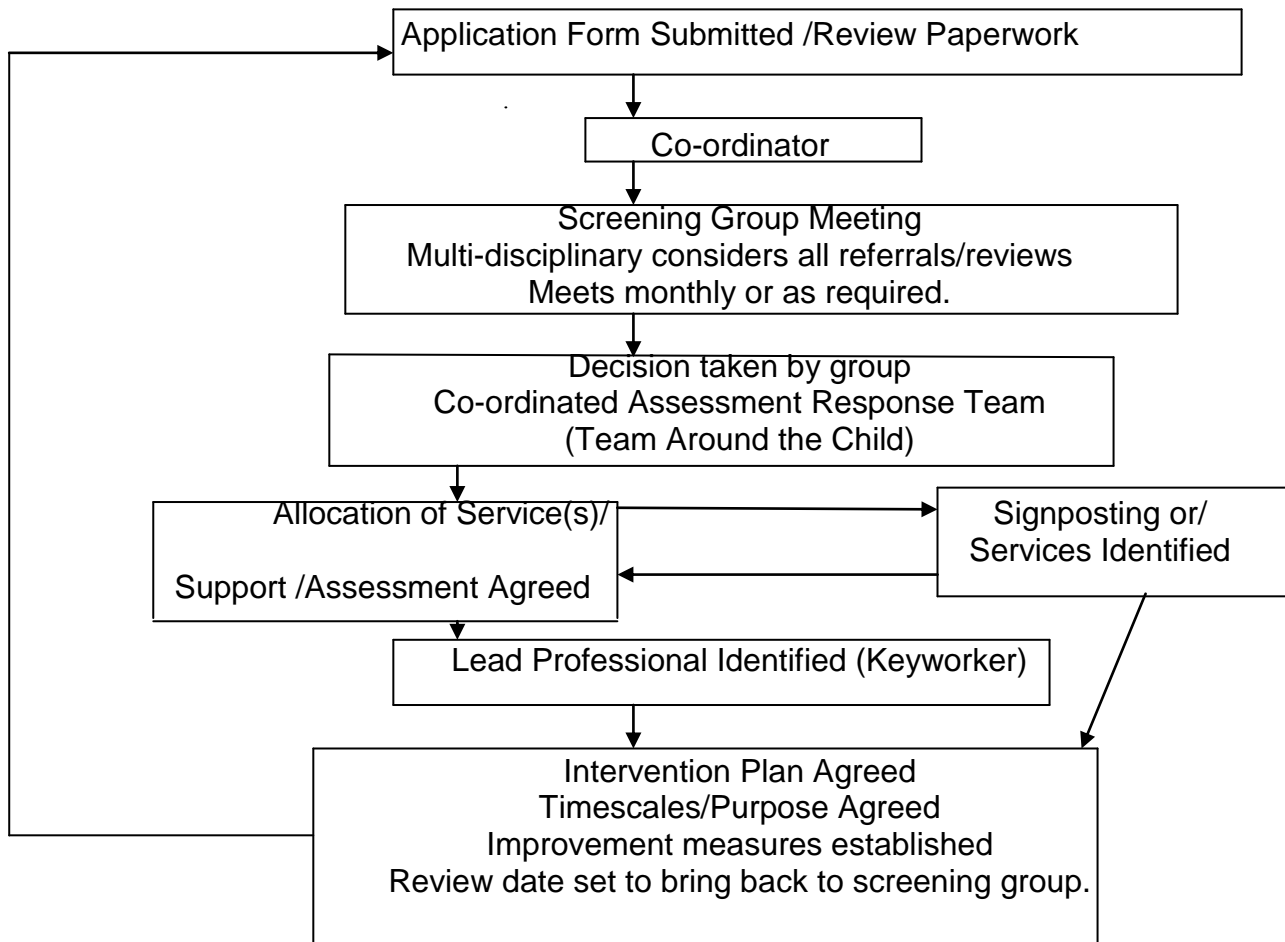 Application Form Submitted /Review Paperwork
Co-ordinator
Screening Group Meeting
Multi-disciplinary considers all referrals/reviews
Meets monthly or as required.
Decision taken by group
Co-ordinated Assessment Response Team
(Team Around the Child)
Allocation of Service(s)/
Support /Assessment Agreed
Signposting or/
Services Identified
Lead Professional Identified (Keyworker)
Intervention Plan Agreed
Timescales/Purpose Agreed
Improvement measures established
Review date set to bring back to screening group.